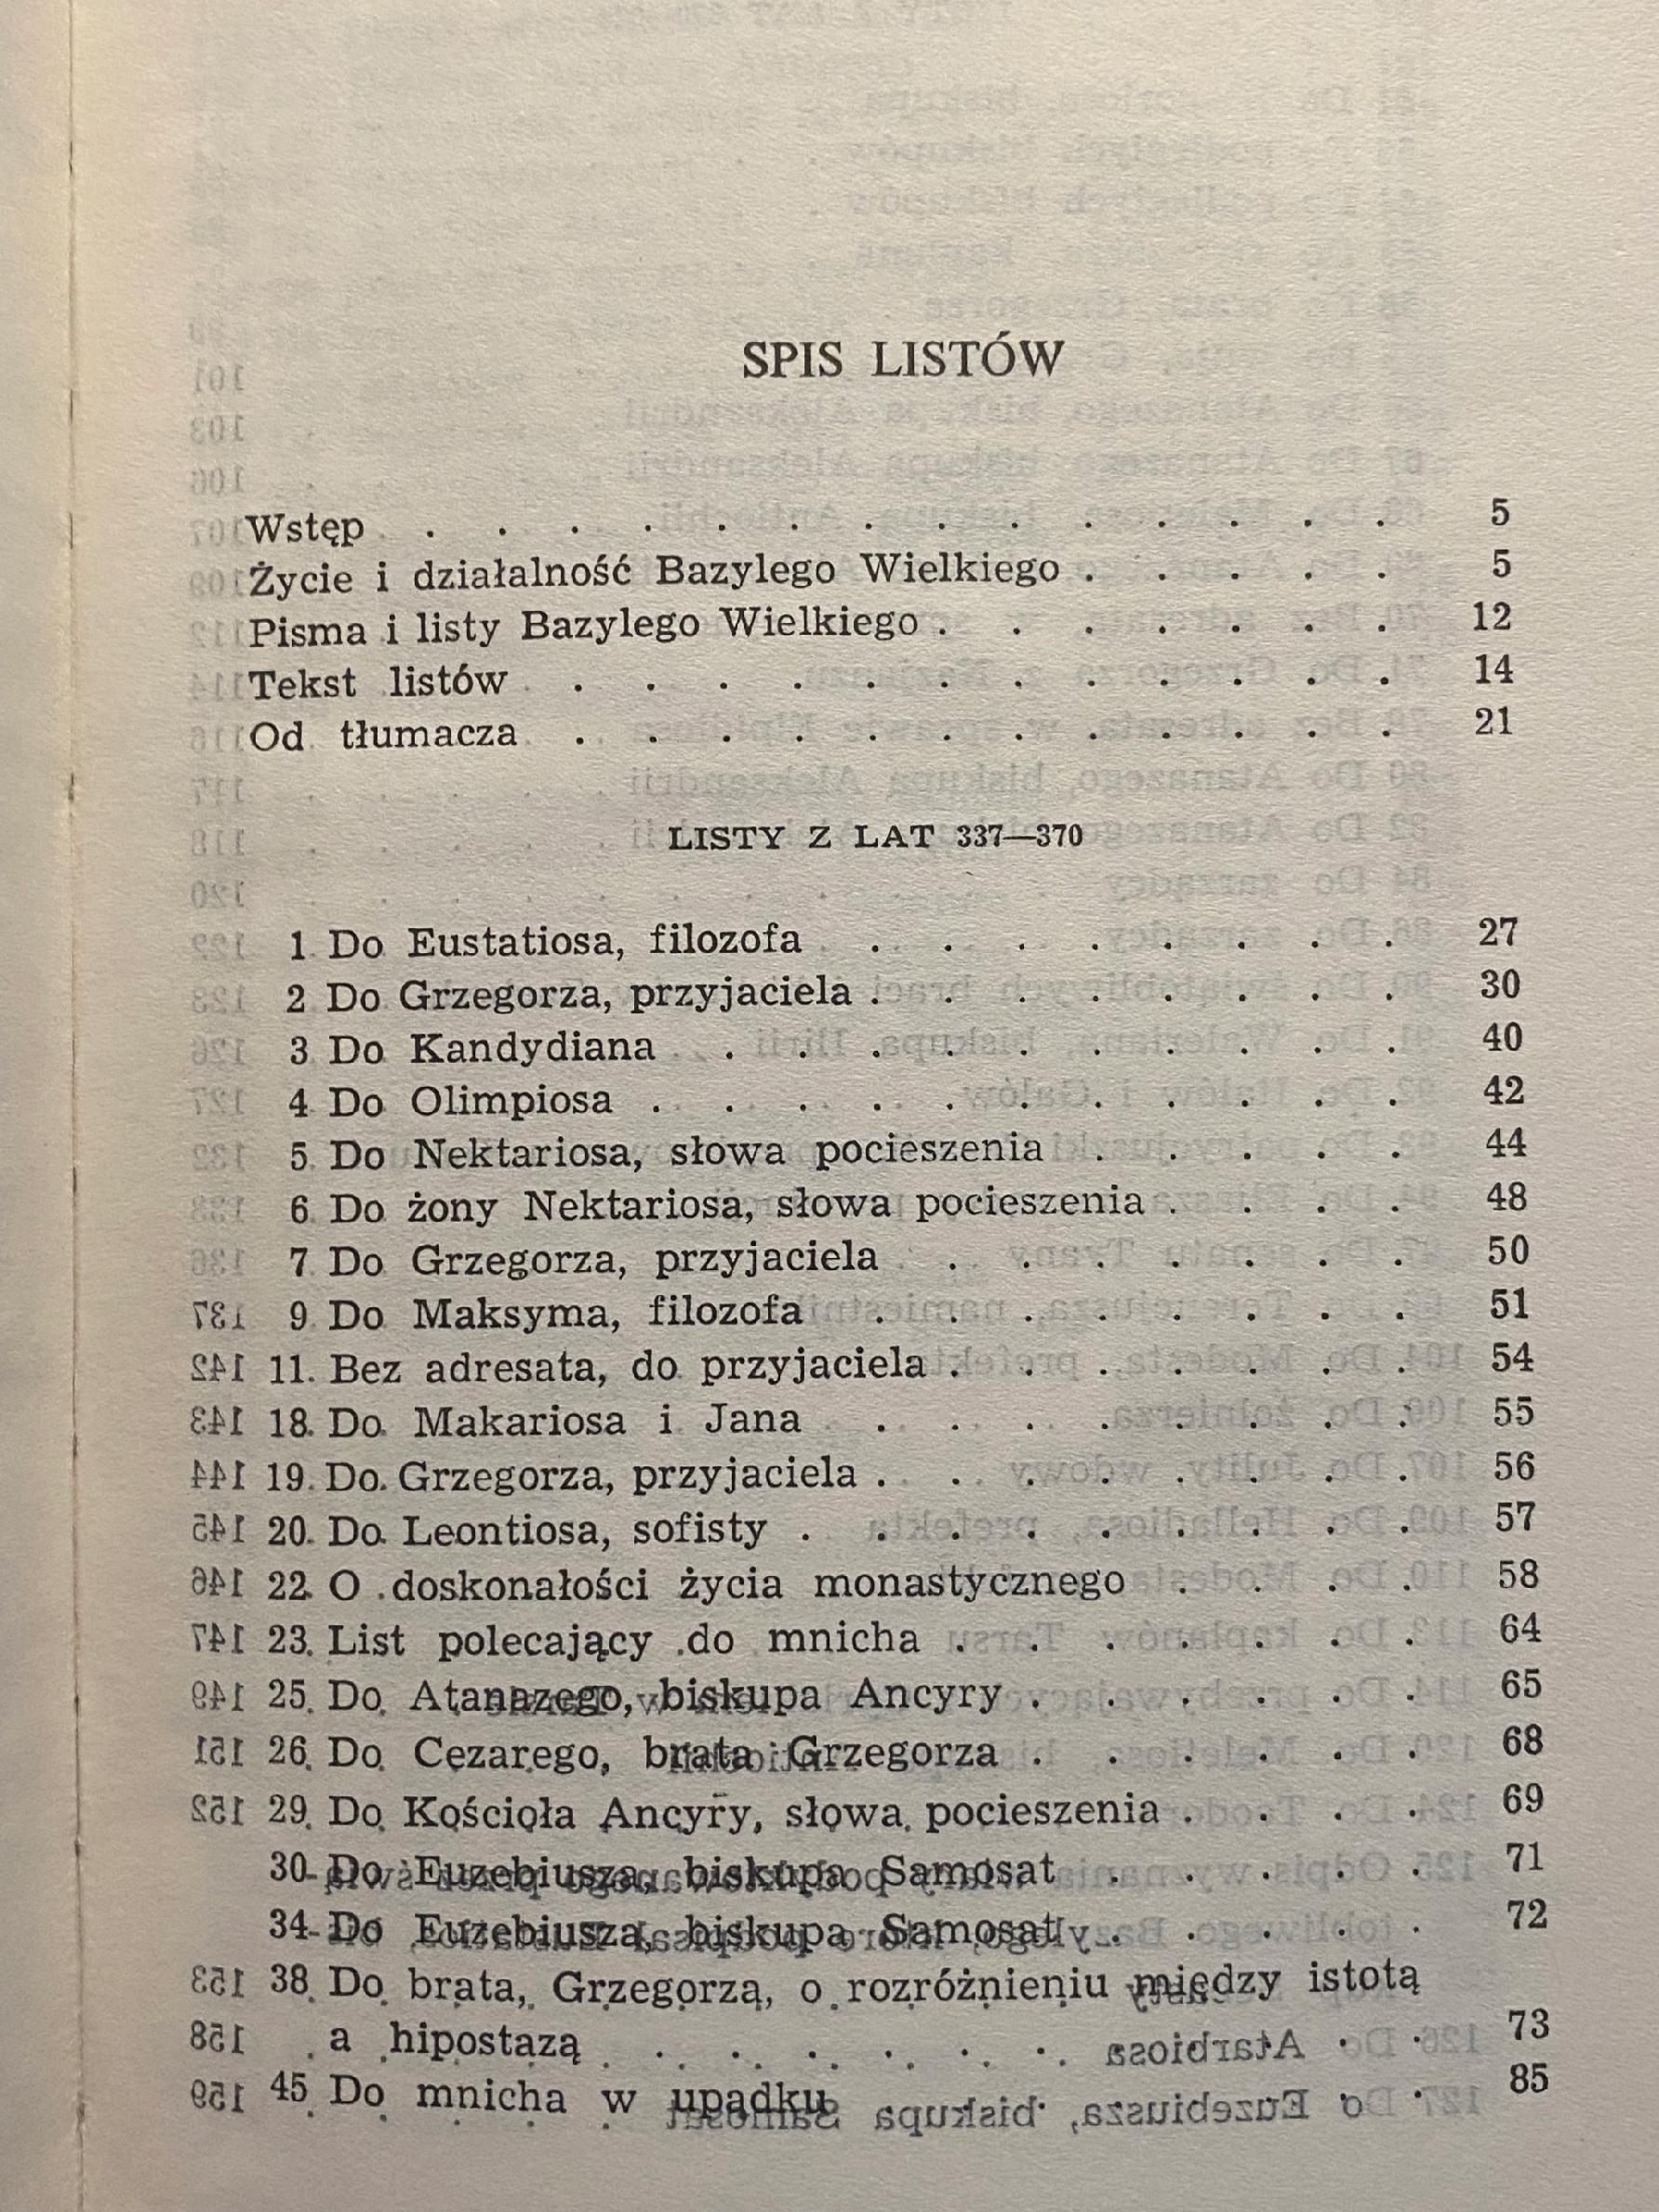 SPIS LISTÓW
Wstęp . . . . . . . . . . . . . . 5
Życie i działalność Bazylego Wielkiego . . . . . 5
Pisma i listy Bazylego Wielkiego . . . . . . . 12
Tekst listów . . . . . . . . . . . . 14
Od tłumacza . . . . . . . . . . . . 21
LISTY Z LAT 337—370
1 Do Eustatiosa, filozofa . . . . . . . . 27
2 Do Grzegorza, przyjaciela . . . . . . . . 30
3 Do Kandydiana . . . . . . . . . . 40
4 Do Olimpiosa . . . . . . . . . . . 42
5 Do Nektariosa, słowa pocieszenia . . . . . 44
6 Do żony Nektariosa, słowa pocieszenia . . . . 48
7 Do Grzegorza, przyjaciela . . . . . . . 50
9 Do Maksyma, filozofa . . . . . . . . 51
11. Bez adresata, do przyjaciela . . . . . . . 54
18. Do Makariosa i Jana . . . . . . . . 55
19. Do Grzegorza, przyjaciela . . . . . . . . 56
20. Do Leontiosa, sofisty . . . . . . . . . 57
22 O doskonałości życia monastycznego . . . . 58
23. List polecający do mnicha . . . . . . . 64
25. Do Atanazego, biskupa Ancyry . . . . . . 65
26. Do Cezarego, brata Grzegorza . . . . . . 68
29. Do Kościoła Ancyry, słowa pocieszenia . . . . 69
30 Do Euzebiusza, biskupa Samosat . . . . . 71
34 Do Euzebiusza, biskupa Samosat . . . . . 72
38 Do brata, Grzegorza, o rozróżnieniu między istotą
a hipostazą . . . . . . . . . . . 73
45 Do mnicha w upadku . . . . . . . . 85